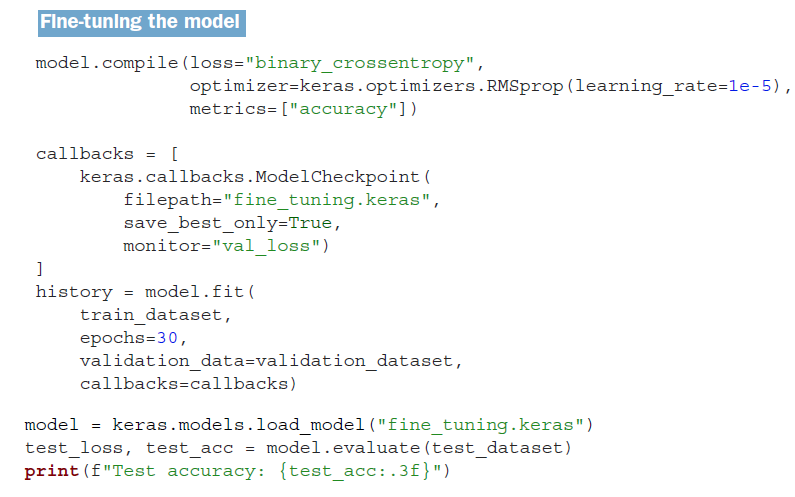 Fine-tuning the model
model.compile(loss="binary_crossentropy",
              optimizer=keras.optimizers.RMSprop(learning_rate=1e-5),
              metrics=["accuracy"])
callbacks = [
    keras.callbacks.ModelCheckpoint(
        filepath="fine_tuning.keras",
        save_best_only=True,
        monitor="val_loss")
]
history = model.fit(
    train_dataset,
    epochs=30,
    validation_data=validation_dataset,
    callbacks=callbacks)
model = keras.models.load_model("fine_tuning.keras")
test_loss, test_acc = model.evaluate(test_dataset)
print(f"Test accuracy: {test_acc:.3f}")